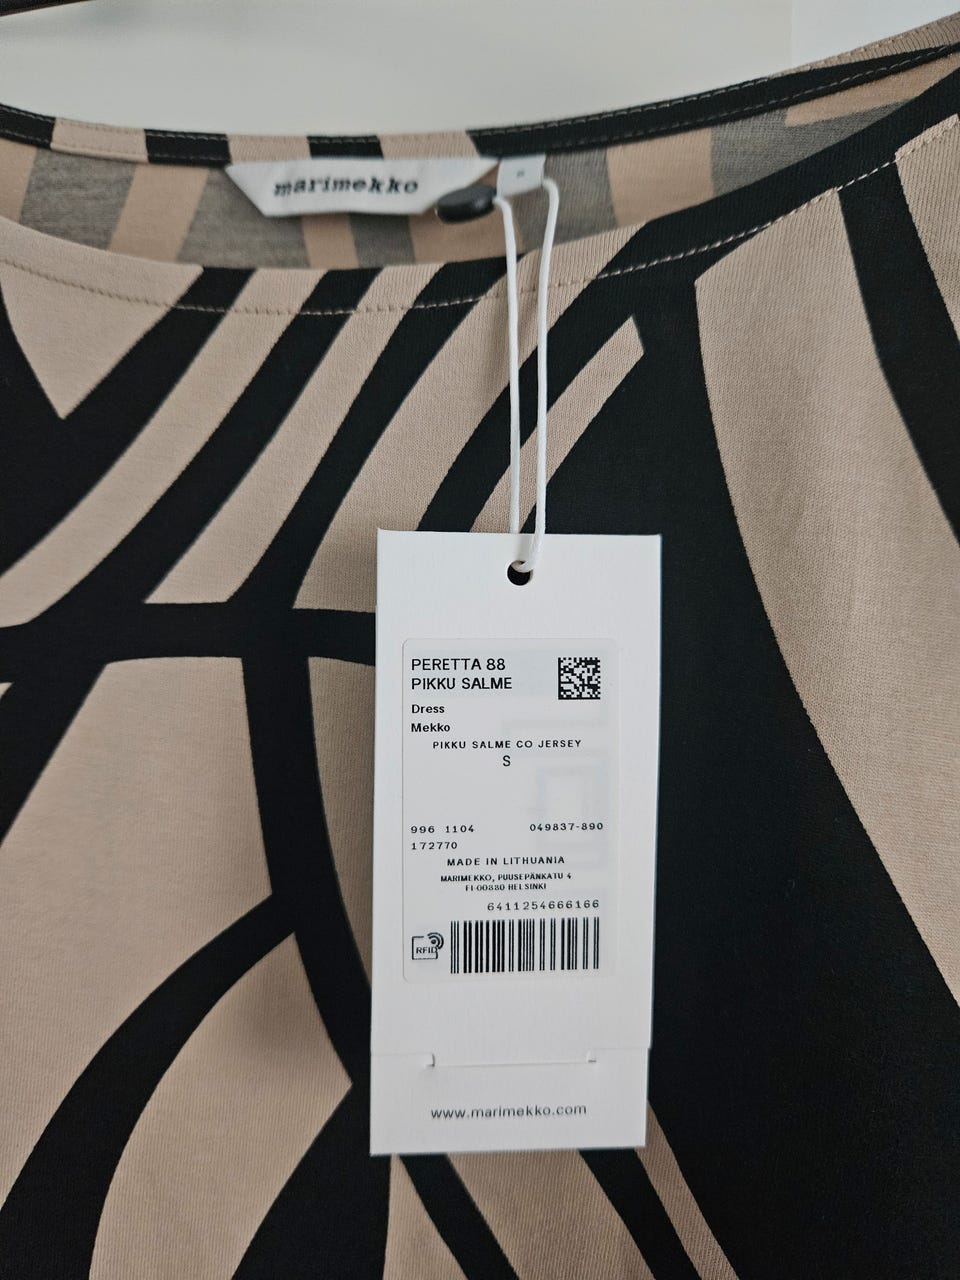 marimekko
PERETTA 88
PIKKU SALME
Dress
Mekko
PIKKU SALME CO JERSEY
S
996 1104 049837-890
172770
MADE IN LITHUANIA
MARIMEKKO, PUUSEPÄNKATU 4
FI-00880 HELSINKI
6411254666166
RFID
www.marimekko.com